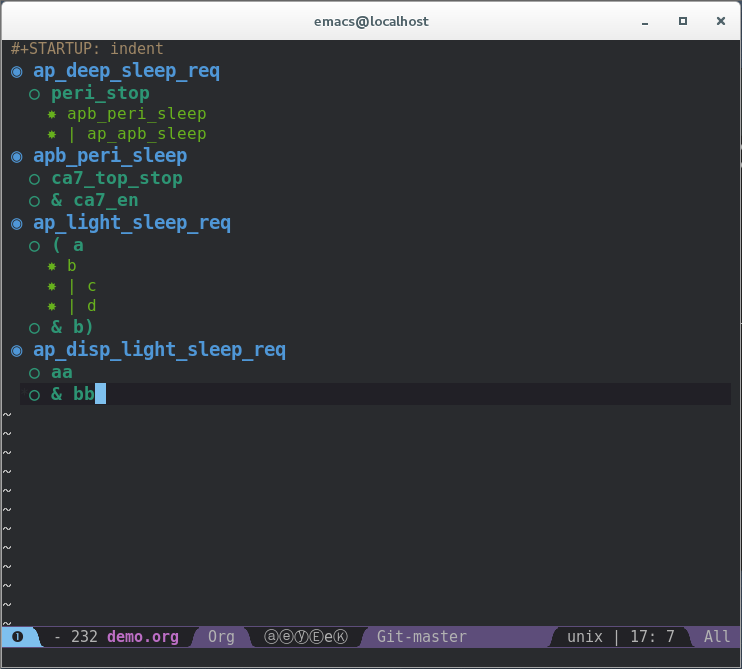 emacs@localhost
#+STARTUP: indent
◉ ap_deep_sleep_req
○ peri_stop
✸ apb_peri_sleep
✸ | ap_apb_sleep
◉ apb_peri_sleep
○ ca7_top_stop
○ & ca7_en
◉ ap_light_sleep_req
○ ( a
✸ b
✸ | c
✸ | d
○ & b)
◉ ap_disp_light_sleep_req
○ aa
○ & bb
~
~
~
~
~
~
~
~
~
~
~
~
❶ - 232 demo.org Org ⓐⓔⓨⒺeⓀ Git-master unix | 17: 7 All